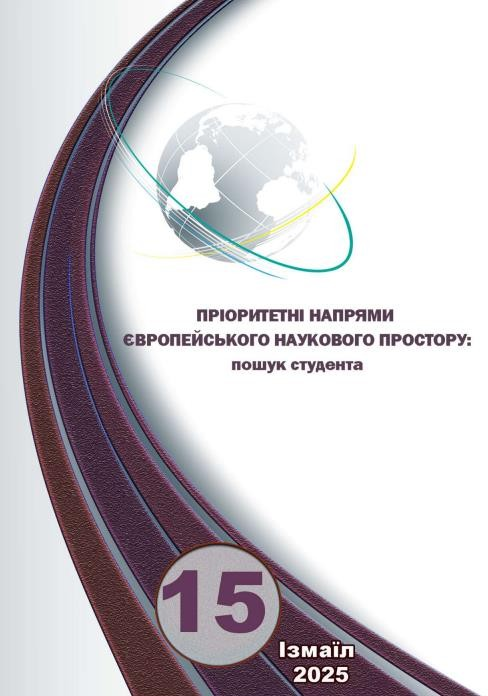 ПРІОРИТЕТНІ НАПРЯМИ
ЄВРОПЕЙСЬКОГО НАУКОВОГО ПРОСТОРУ:
пошук студента
15
Ізмаїл
2025